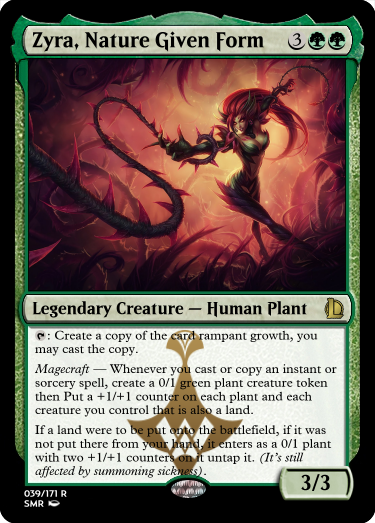 Zyra, Nature Given Form 3
Legendary Creature — Human Plant
: Create a copy of the card rampant growth, you
may cast the copy.
Magecraft — Whenever you cast or copy an instant or
sorcery spell, create a 0/1 green plant creature token
then Put a +1/+1 counter on each plant and each
creature you control that is also a land.
If a land were to be put onto the battlefield, if it
was not put there from your hand, it enters as a 0/1 plant
with two +1/+1 counters on it untap it. (It's still
affected by summoning sickness).
3/3
039/171 R
SMR